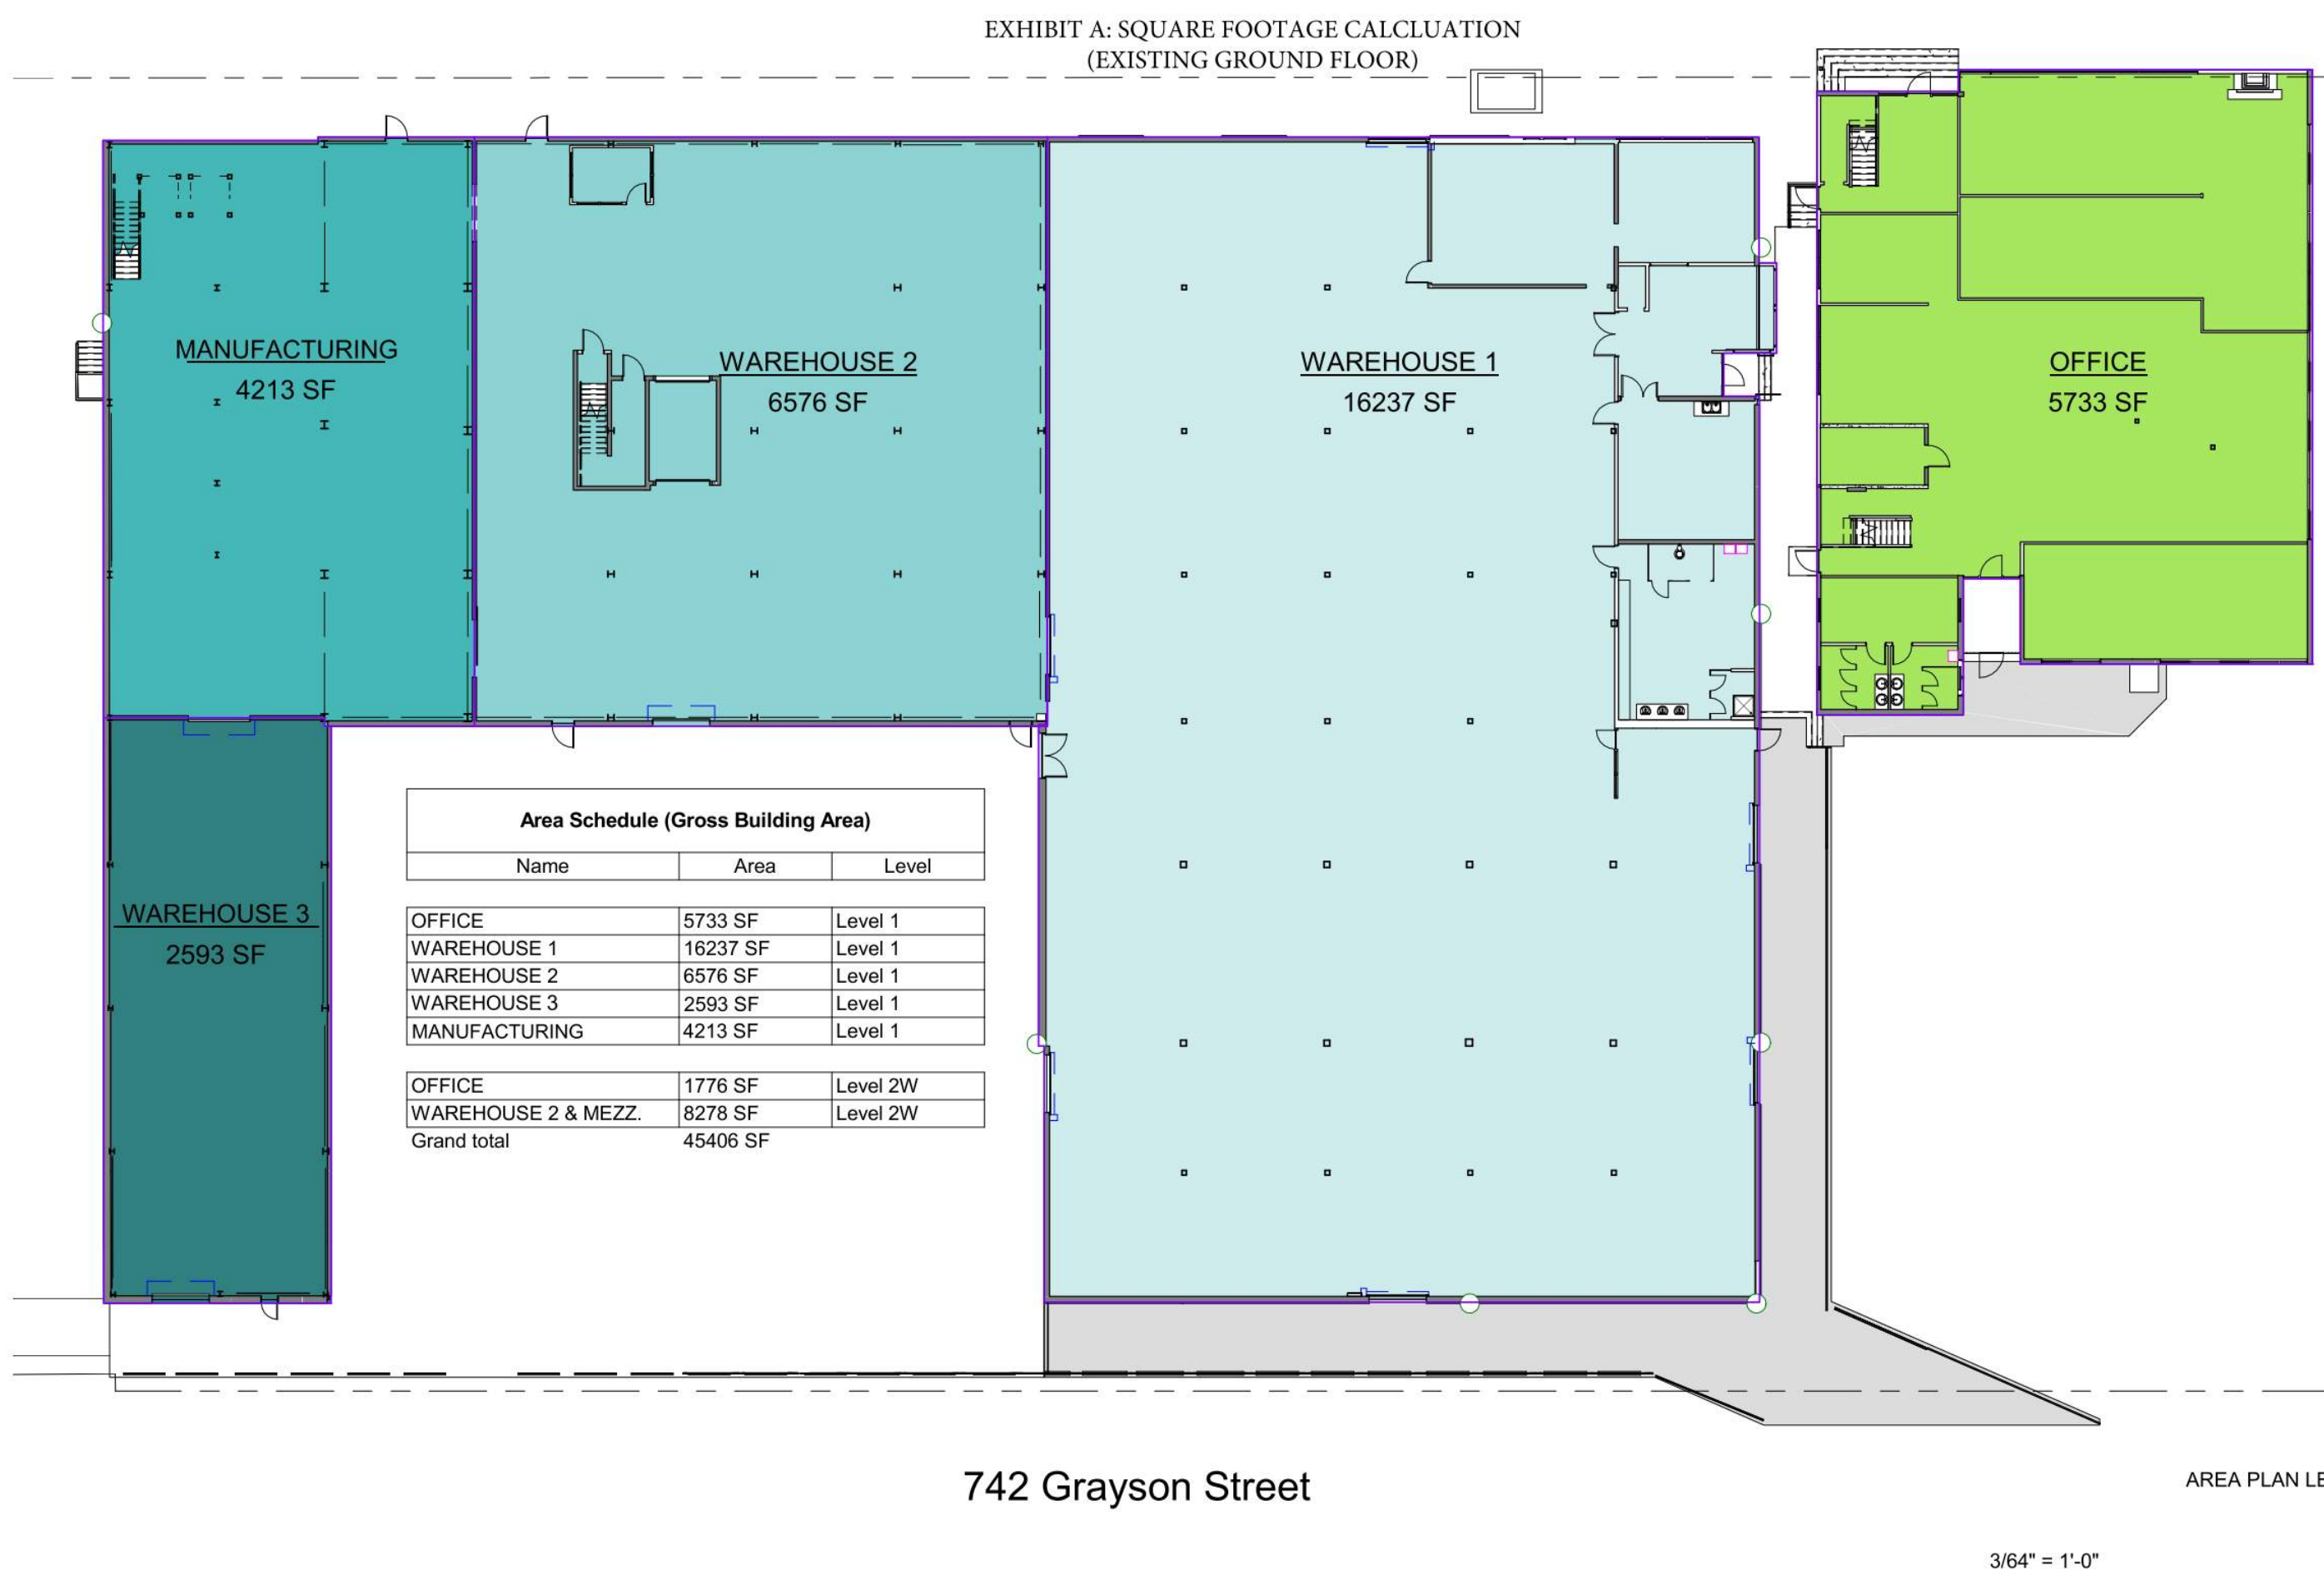 EXHIBIT A: SQUARE FOOTAGE CALCLUATION
(EXISTING GROUND FLOOR)
MANUFACTURING
4213 SF
WAREHOUSE 2
6576 SF
WAREHOUSE 1
16237 SF
OFFICE
5733 SF
WAREHOUSE 3
2593 SF
Area Schedule (Gross Building Area)
Name Area Level
OFFICE 5733 SF Level 1
WAREHOUSE 1 16237 SF Level 1
WAREHOUSE 2 6576 SF Level 1
WAREHOUSE 3 2593 SF Level 1
MANUFACTURING 4213 SF Level 1
OFFICE 1776 SF Level 2W
WAREHOUSE 2 & MEZZ. 8278 SF Level 2W
Grand total 45406 SF
742 Grayson Street
AREA PLAN LE
3/64" = 1'-0"